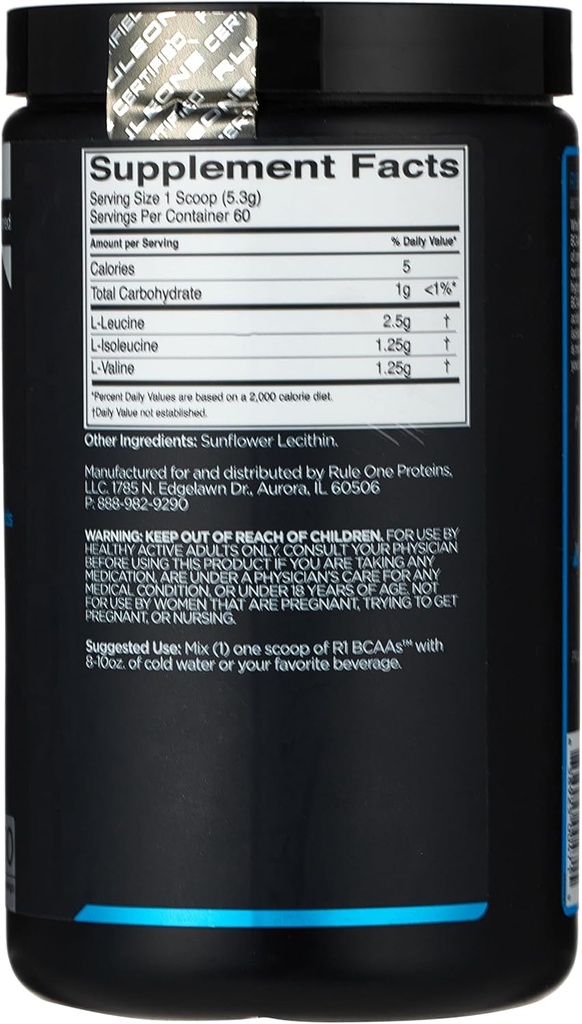 RULEONE
CERTIFIED
Supplement Facts
Serving Size 1 Scoop (5.3g)
Servings Per Container 60
Amount per Serving % Daily Value*
Calories 5
Total Carbohydrate 1g <1%*
L-Leucine 2.5g †
L-Isoleucine 1.25g †
L-Valine 1.25g †
*Percent Daily Values are based on a 2,000 calorie diet.
†Daily Value not established.
Other Ingredients: Sunflower Lecithin.
Manufactured for and distributed by Rule One Proteins,
LLC. 1785 N. Edgelawn Dr., Aurora, IL 60506
P: 888-982-9290
WARNING: KEEP OUT OF REACH OF CHILDREN. FOR USE BY
HEALTHY ACTIVE ADULTS ONLY. CONSULT YOUR PHYSICIAN
BEFORE USING THIS PRODUCT IF YOU ARE TAKING ANY
MEDICATION, ARE UNDER A PHYSICIAN'S CARE FOR ANY
MEDICAL CONDITION, OR UNDER 18 YEARS OF AGE. NOT
FOR USE BY WOMEN THAT ARE PREGNANT, TRYING TO GET
PREGNANT, OR NURSING.
Suggested Use: Mix (1) one scoop of R1 BCAAs™ with
8-10oz. of cold water or your favorite beverage.